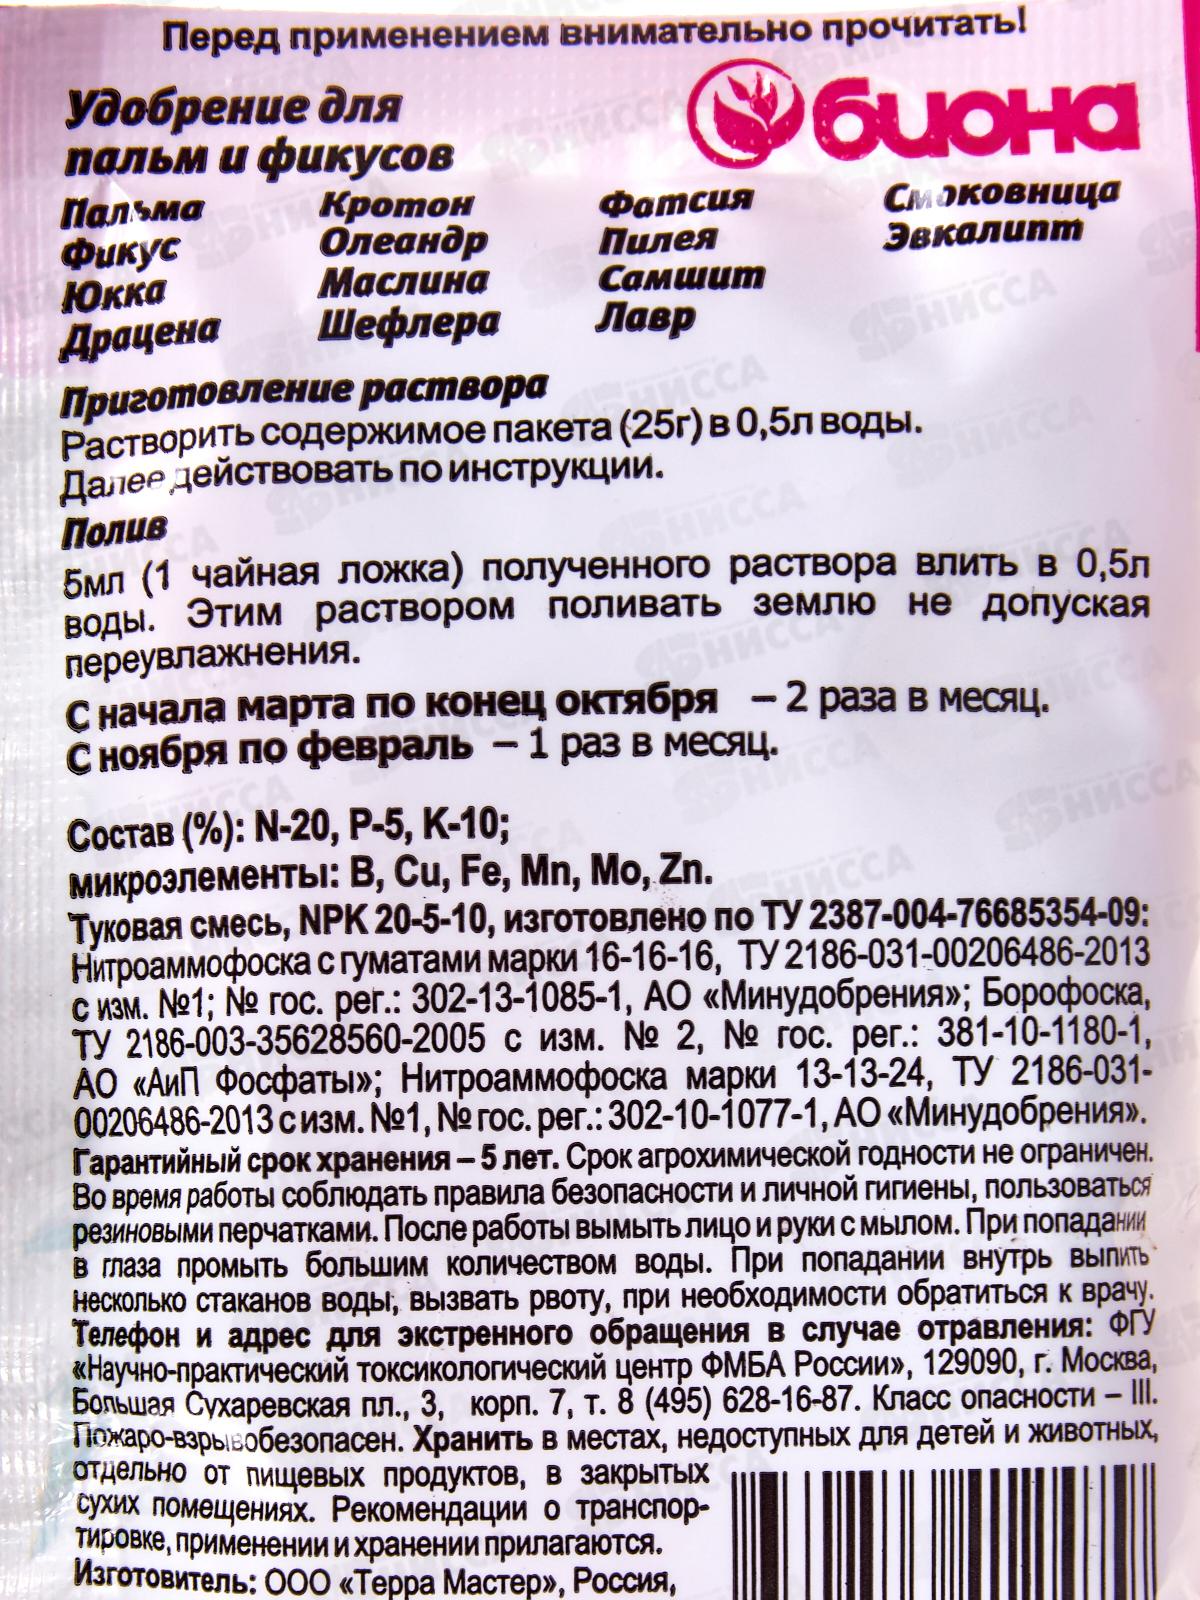 Перед применением внимательно прочитать!
Удобрение для
пальм и фикусов
биона
Пальма Кротон Фатсия Смоковница
Фикус Олеандр Пилея Эвкалипт
Юкка Маслина Самшит
Драцена Шефлера Лавр
Приготовление раствора
Растворить содержимое пакета (25г) в 0,5л воды.
Далее действовать по инструкции.
Полив
5мл (1 чайная ложка) полученного раствора влить в 0,5л
воды. Этим раствором поливать землю не допуская
переувлажнения.
С начала марта по конец октября – 2 раза в месяц.
С ноября по февраль – 1 раз в месяц.
Состав (%): N-20, P-5, K-10;
микроэлементы: B, Cu, Fe, Mn, Mo, Zn.
Туковая смесь, NPK 20-5-10, изготовлено по ТУ 2387-004-76685354-09:
Нитроаммофоска с гуматами марки 16-16-16, ТУ 2186-031-00206486-2013
с изм. №1; № гос. рег.: 302-13-1085-1, АО «Минудобрения»; Борофоска,
ТУ 2186-003-35628560-2005 с изм. № 2, № гос. рег.: 381-10-1180-1,
АО «АиП Фосфаты»; Нитроаммофоска марки 13-13-24, ТУ 2186-031-
00206486-2013 с изм. №1, № гос. рег.: 302-10-1077-1, АО «Минудобрения».
Гарантийный срок хранения – 5 лет. Срок агрохимической годности не ограничен.
Во время работы соблюдать правила безопасности и личной гигиены, пользоваться
резиновыми перчатками. После работы вымыть лицо и руки с мылом. При попадании
в глаза промыть большим количеством воды. При попадании внутрь выпить
несколько стаканов воды, вызвать рвоту, при необходимости обратиться к врачу.
Телефон и адрес для экстренного обращения в случае отравления: ФГУ
«Научно-практический токсикологический центр ФМБА России», 129090, г. Москва,
Большая Сухаревская пл., 3, корп. 7, т. 8 (495) 628-16-87. Класс опасности – III.
Пожаро-взрывобезопасен. Хранить в местах, недоступных для детей и животных,
отдельно от пищевых продуктов, в закрытых
сухих помещениях. Рекомендации о транспор-
тировке, применении и хранении прилагаются.
Изготовитель: ООО «Терра Мастер», Россия,